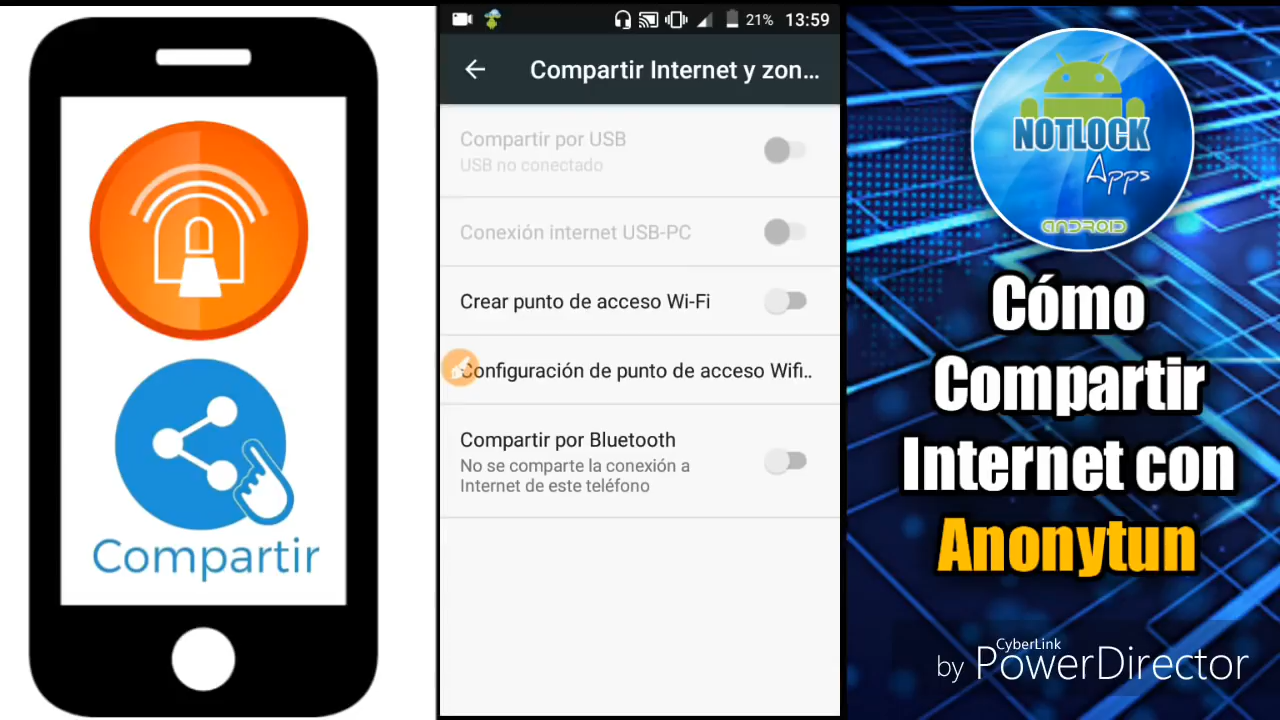 Compartir
21% 13:59
Compartir Internet y zon...
Compartir por USB
USB no conectado
Conexión internet USB-PC
Crear punto de acceso Wi-Fi
Configuración de punto de acceso Wifi..
Compartir por Bluetooth
No se comparte la conexión a
Internet de este teléfono
NOTLOCK
Apps
ANDROID
Cómo
Compartir
Internet con
Anonytun
CyberLink
by PowerDirector